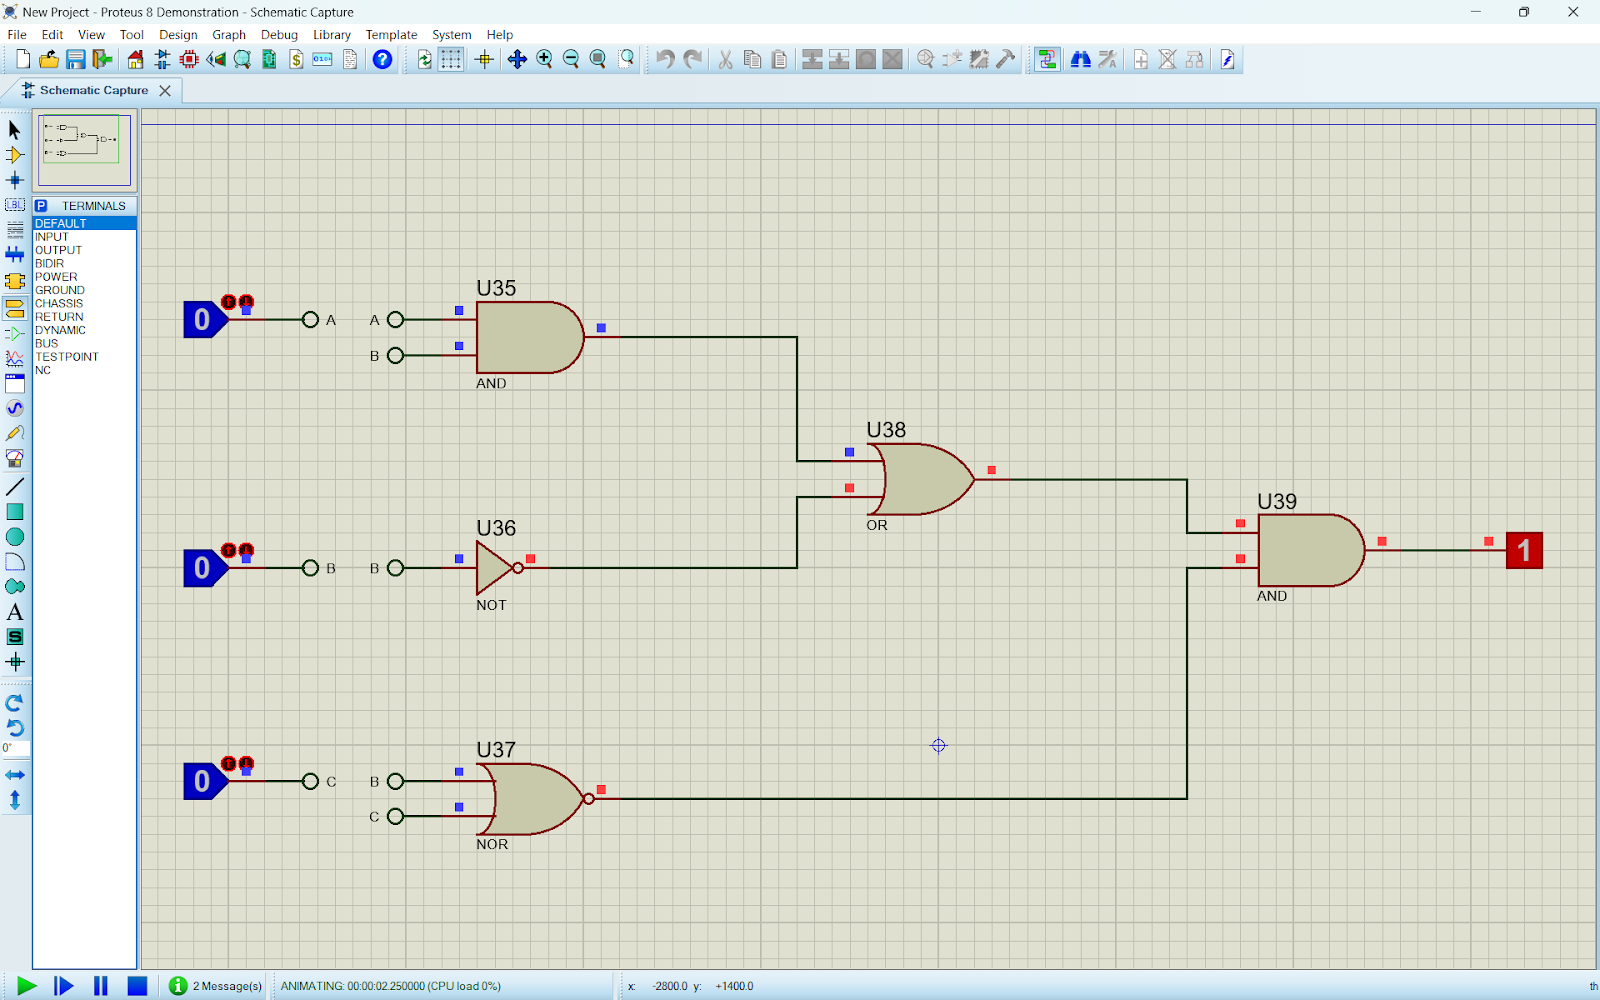 New Project - Proteus 8 Demonstration - Schematic Capture
File Edit View Tool Design Graph Debug Library Template System Help
$ 0101 ?
Schematic Capture
LBL
P TERMINALS
DEFAULT
INPUT
OUTPUT
BIDIR
POWER
GROUND
CHASSIS
RETURN
DYNAMIC
BUS
TESTPOINT
NC
A
S
0°
U35
0 A A
B
AND
U38
OR
U39
1
AND
U36
0 B B
NOT
U37
0 C B
C
NOR
2 Message(s) ANIMATING: 00:00:02.250000 (CPU load 0%) x: -2800.0 y: +1400.0 th